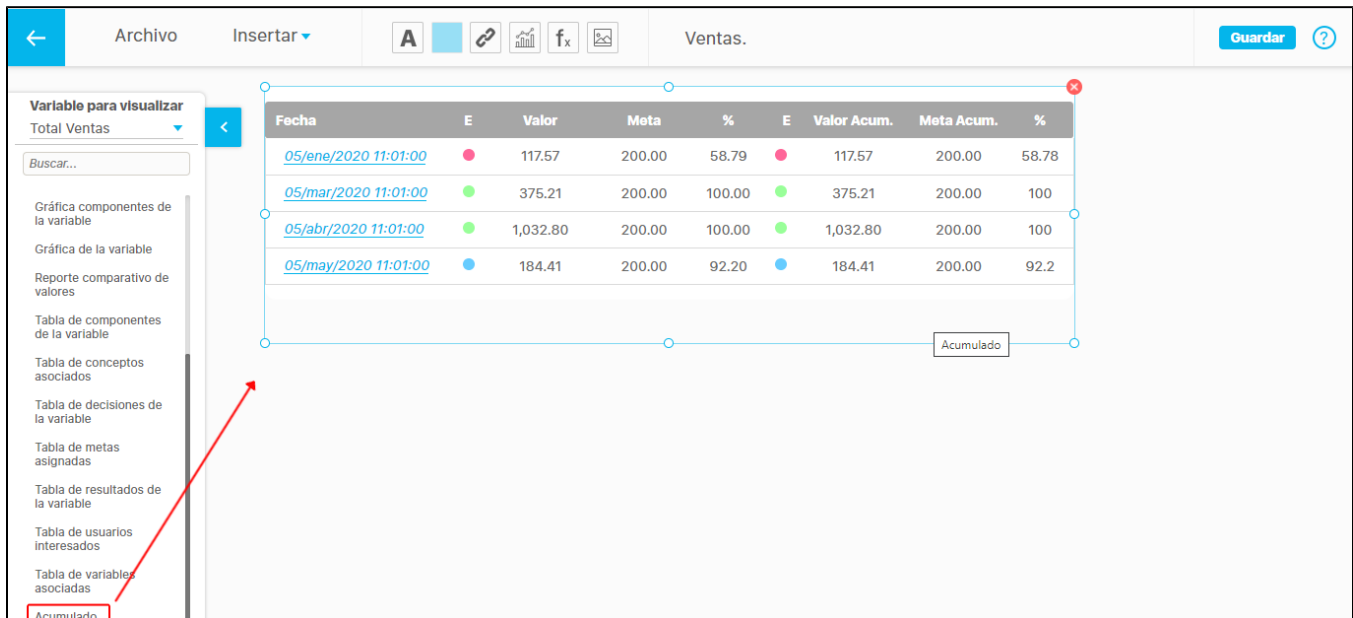 Archivo Insertar A fx Ventas. Guardar ?
Variable para visualizar
Total Ventas
Buscar...
Gráfica componentes de
la variable
Gráfica de la variable
Reporte comparativo de
valores
Tabla de componentes
de la variable
Tabla de conceptos
asociados
Tabla de decisiones de
la variable
Tabla de metas
asignadas
Tabla de resultados de
la variable
Tabla de usuarios
interesados
Tabla de variables
asociadas
Acumulado
Fecha E Valor Meta % E Valor Acum. Meta Acum. %
05/ene/2020 11:01:00 117.57 200.00 58.79 117.57 200.00 58.78
05/mar/2020 11:01:00 375.21 200.00 100.00 375.21 200.00 100
05/abr/2020 11:01:00 1,032.80 200.00 100.00 1,032.80 200.00 100
05/may/2020 11:01:00 184.41 200.00 92.20 184.41 200.00 92.2
Acumulado